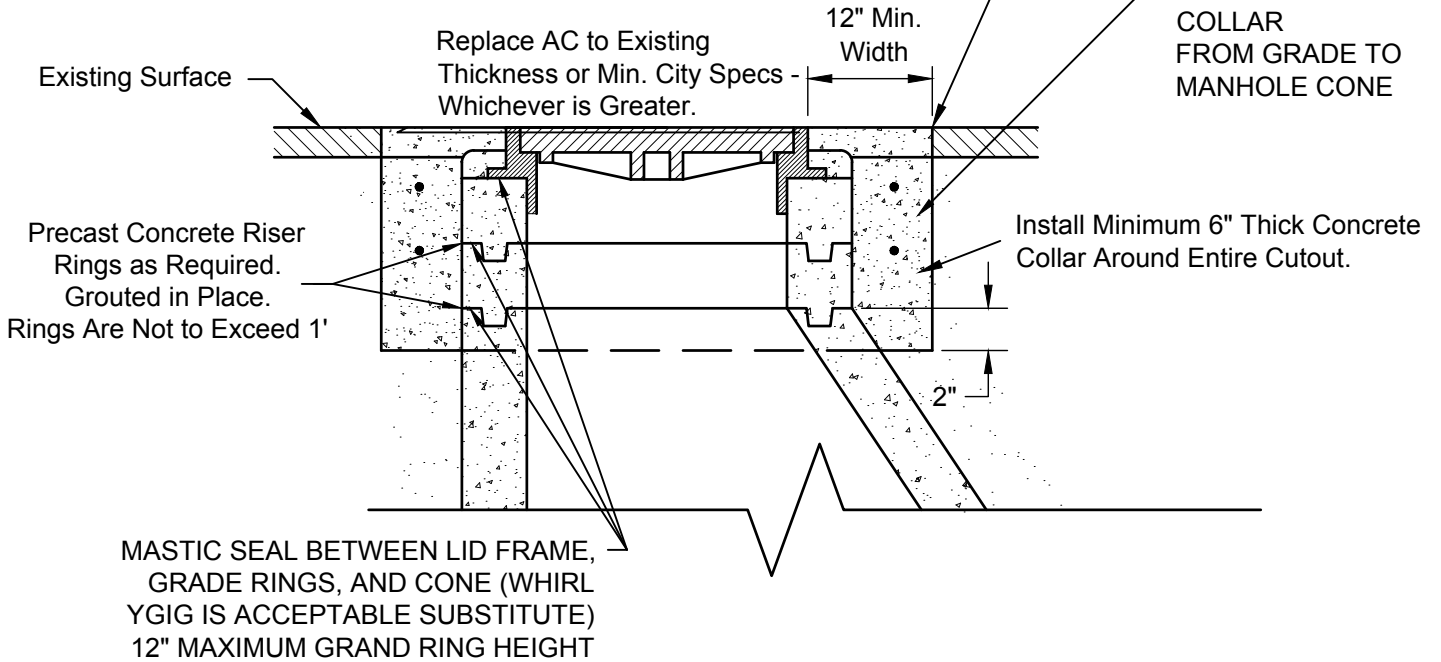 12" Min.
Width
COLLAR
FROM GRADE TO
MANHOLE CONE
Replace AC to Existing
Thickness or Min. City Specs -
Whichever is Greater.
Existing Surface
Precast Concrete Riser
Rings as Required.
Grouted in Place.
Rings Are Not to Exceed 1'
Install Minimum 6" Thick Concrete
Collar Around Entire Cutout.
2"
MASTIC SEAL BETWEEN LID FRAME,
GRADE RINGS, AND CONE (WHIRL
YGIG IS ACCEPTABLE SUBSTITUTE)
12" MAXIMUM GRAND RING HEIGHT